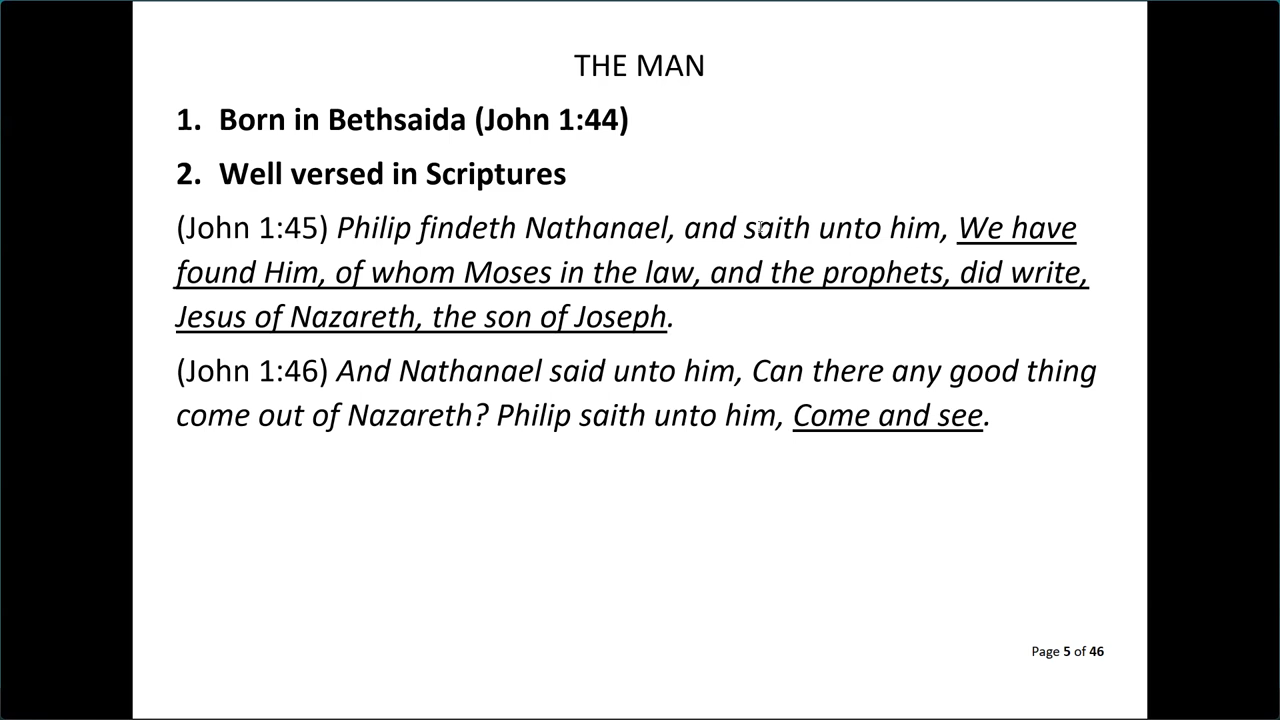 THE MAN
1. Born in Bethsaida (John 1:44)
2. Well versed in Scriptures
(John 1:45) Philip findeth Nathanael, and saith unto him, We have
found Him, of whom Moses in the law, and the prophets, did write,
Jesus of Nazareth, the son of Joseph.
(John 1:46) And Nathanael said unto him, Can there any good thing
come out of Nazareth? Philip saith unto him, Come and see.
Page 5 of 46